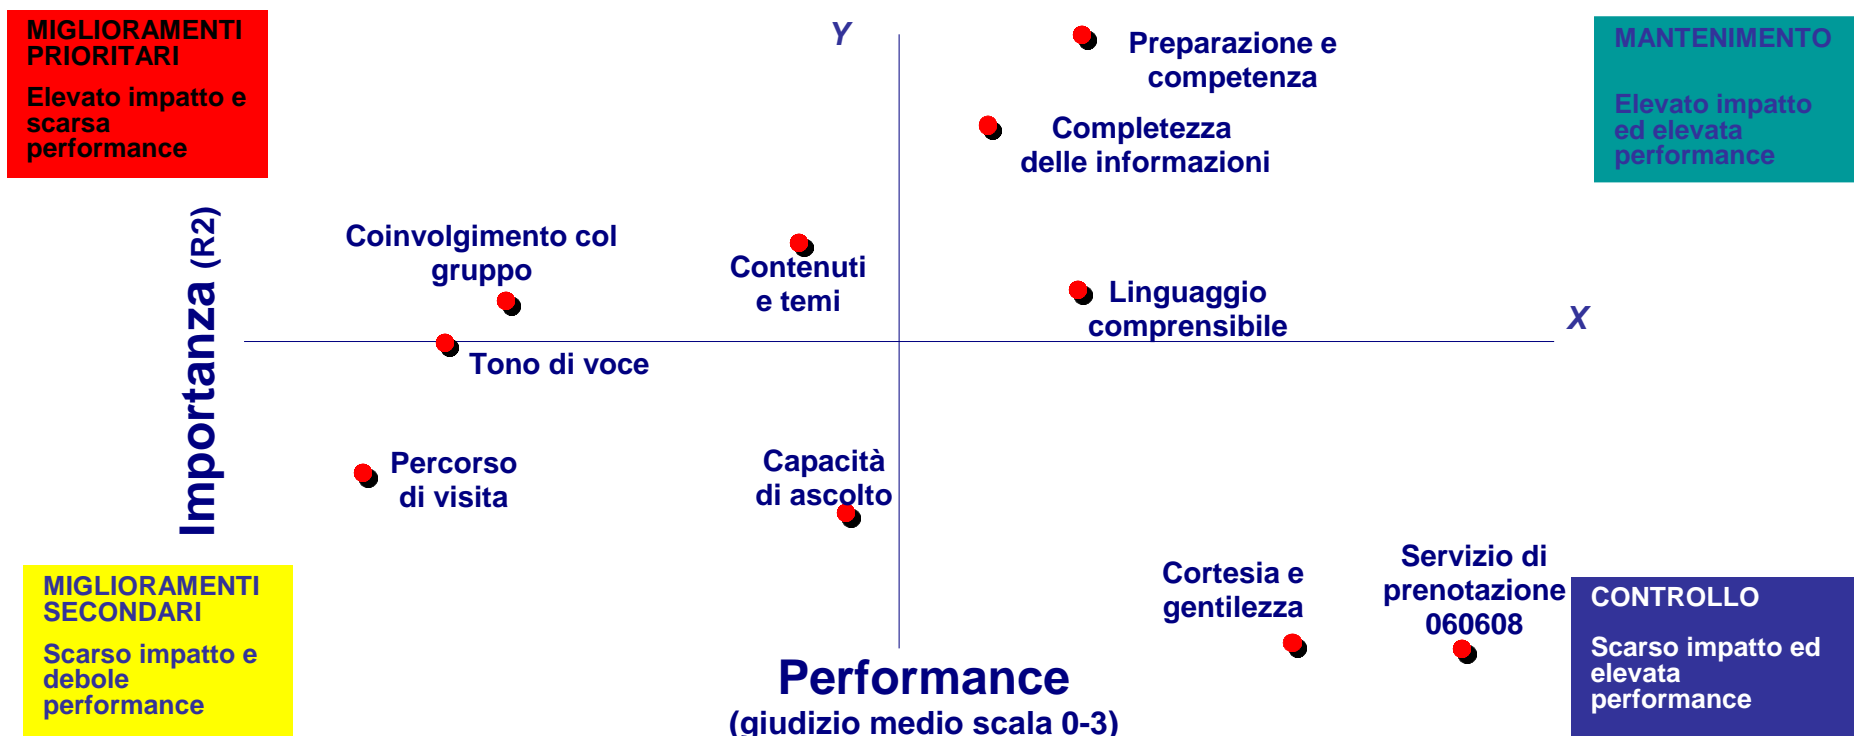 MIGLIORAMENTI
PRIORITARI
Elevato impatto e
scarsa
performance
Y
Preparazione e
competenza
MANTENIMENTO
Elevato impatto
ed elevata
performance
Completezza
delle informazioni
Coinvolgimento col
gruppo
Contenuti
e temi
Linguaggio
comprensibile
X
Importanza (R2)
Tono di voce
Percorso
di visita
Capacità
di ascolto
Cortesia e
gentilezza
Servizio di
prenotazione
060608
MIGLIORAMENTI
SECONDARI
Scarso impatto e
debole
performance
Performance
(giudizio medio scala 0-3)
CONTROLLO
Scarso impatto ed
elevata
performance